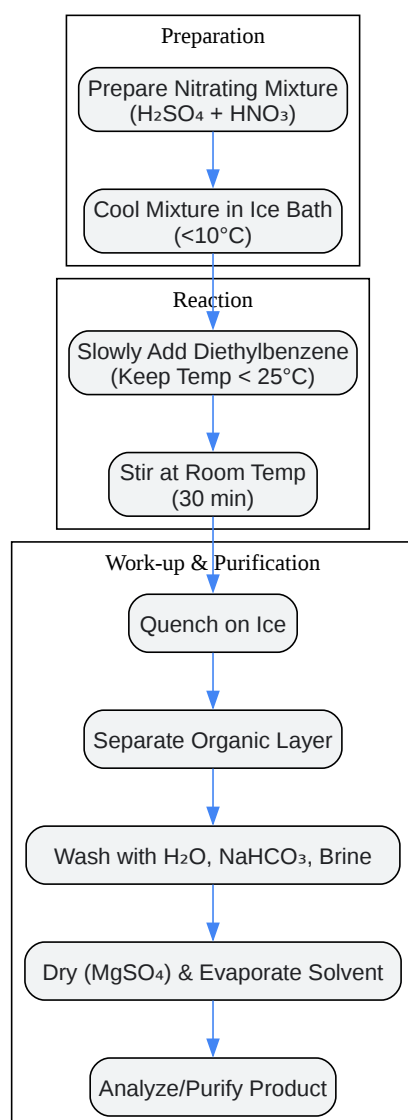 Preparation
Prepare Nitrating Mixture
(H₂SO₄ + HNO₃)
Cool Mixture in Ice Bath
(<10°C)
Reaction
Slowly Add Diethylbenzene
(Keep Temp < 25°C)
Stir at Room Temp
(30 min)
Work-up & Purification
Quench on Ice
Separate Organic Layer
Wash with H₂O, NaHCO₃, Brine
Dry (MgSO₄) & Evaporate Solvent
Analyze/Purify Product